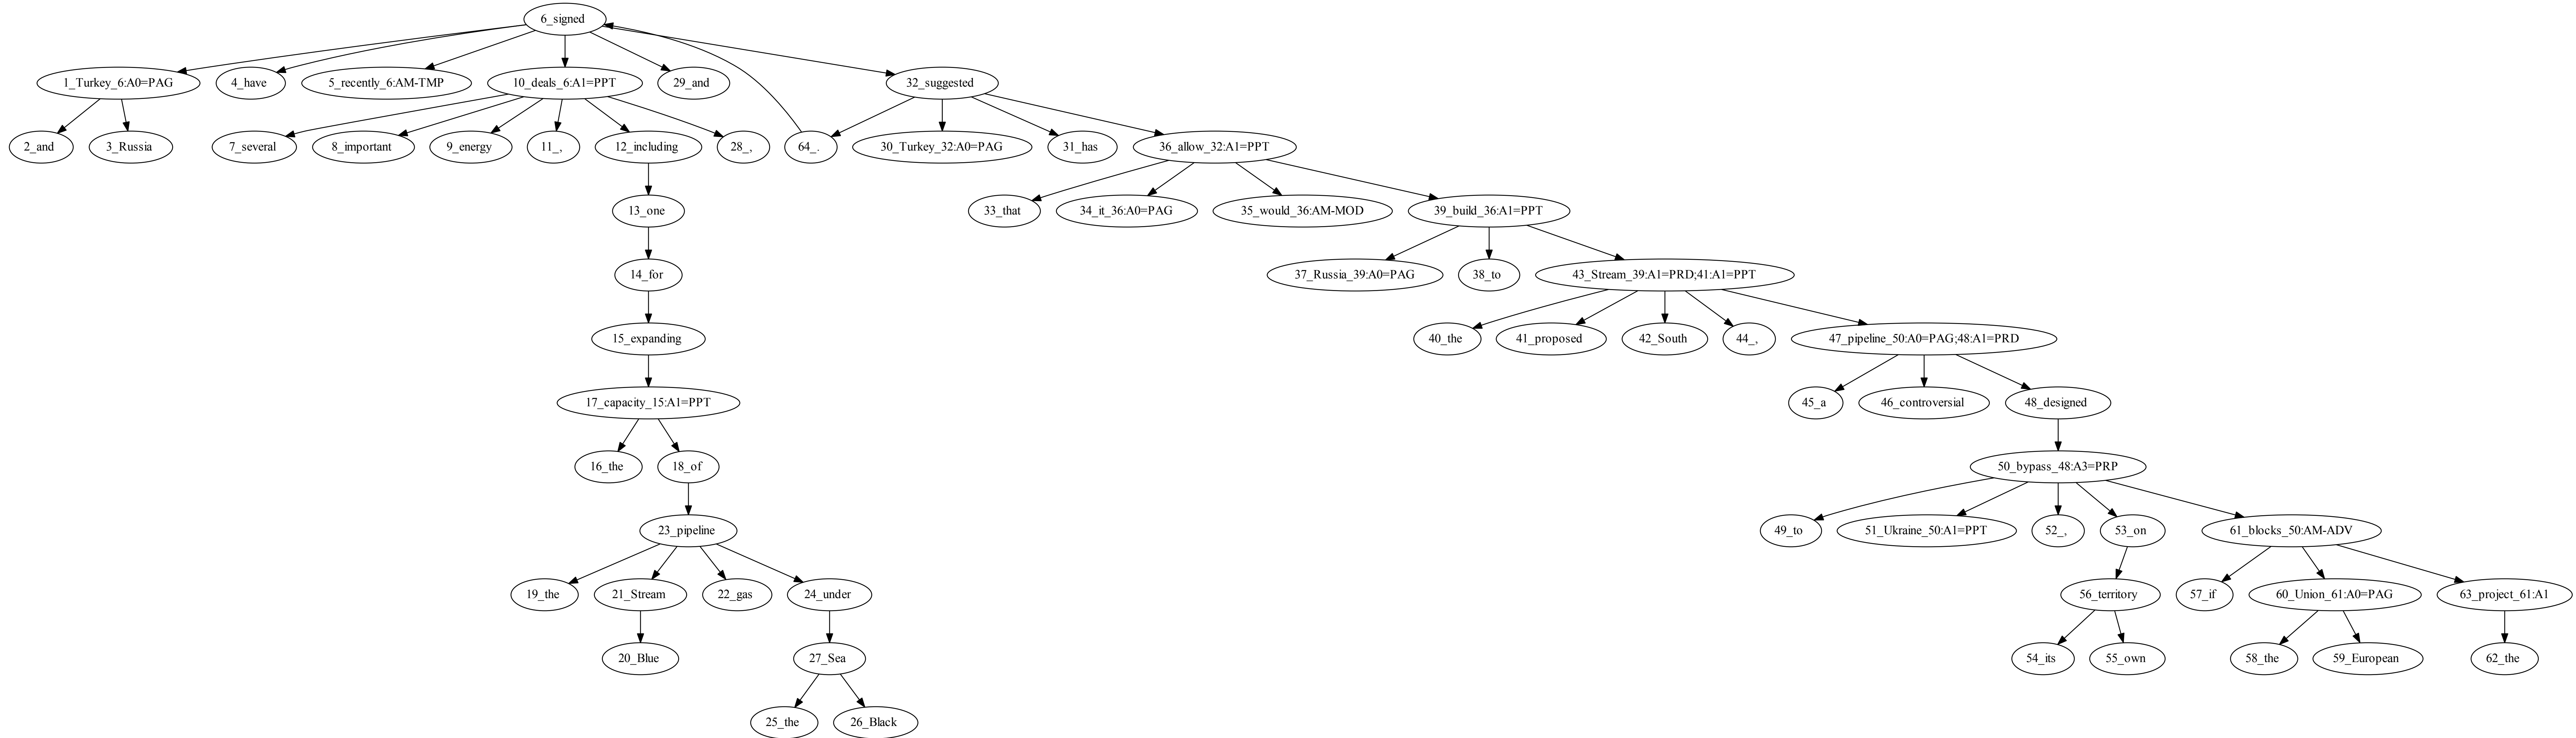 6_signed
1_Turkey_6:A0=PAG
4_have
5_recently_6:AM-TMP
10_deals_6:A1=PPT
29_and
32_suggested
2_and
3_Russia
7_several
8_important
9_energy
11_,
12_including
28_,
64_.
30_Turkey_32:A0=PAG
31_has
36_allow_32:A1=PPT
13_one
33_that
34_it_36:A0=PAG
35_would_36:AM-MOD
39_build_36:A1=PPT
14_for
37_Russia_39:A0=PAG
38_to
43_Stream_39:A1=PRD;41:A1=PPT
15_expanding
40_the
41_proposed
42_South
44_,
47_pipeline_50:A0=PAG;48:A1=PRD
17_capacity_15:A1=PPT
45_a
46_controversial
48_designed
16_the
18_of
50_bypass_48:A3=PRP
23_pipeline
49_to
51_Ukraine_50:A1=PPT
52_,
53_on
61_blocks_50:AM-ADV
19_the
21_Stream
22_gas
24_under
56_territory
57_if
60_Union_61:A0=PAG
63_project_61:A1
20_Blue
27_Sea
54_its
55_own
58_the
59_European
62_the
25_the
26_Black